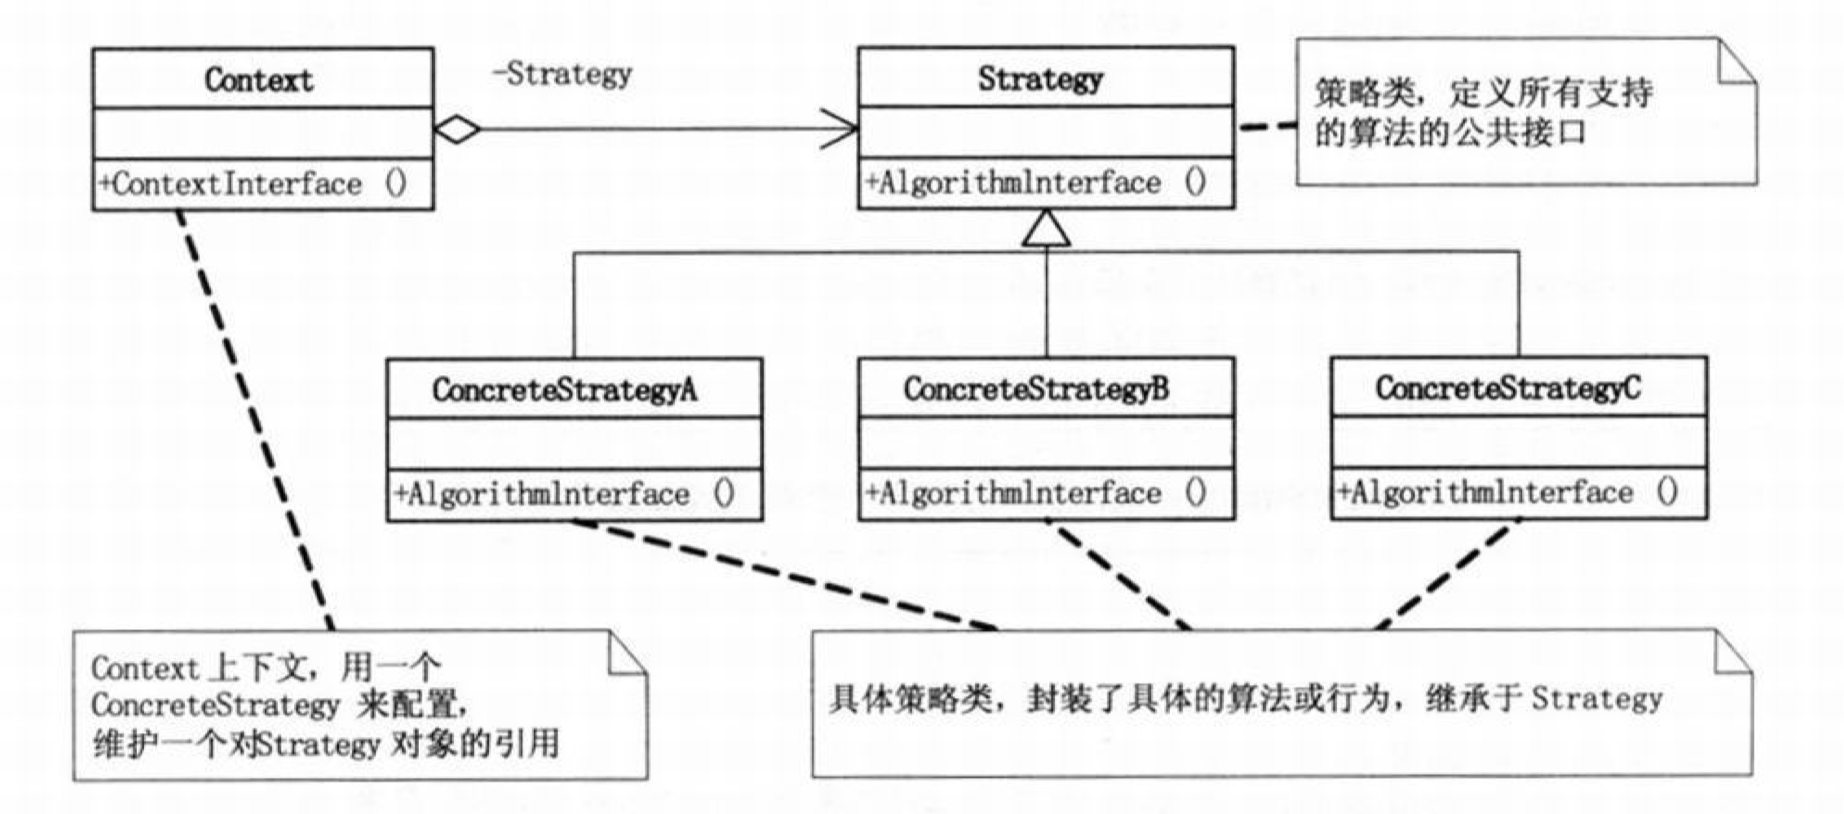 Context
-Strategy
Strategy
策略类，定义所有支持
的算法的公共接口
+ContextInterface ()
+AlgorithmInterface ()
ConcreteStrategyA
ConcreteStrategyB
ConcreteStrategyC
+AlgorithmInterface ()
+AlgorithmInterface ()
+AlgorithmInterface ()
Context 上下文，用一个
ConcreteStrategy 来配置，
维护一个对Strategy 对象的引用
具体策略类，封装了具体的算法或行为，继承于 Strategy